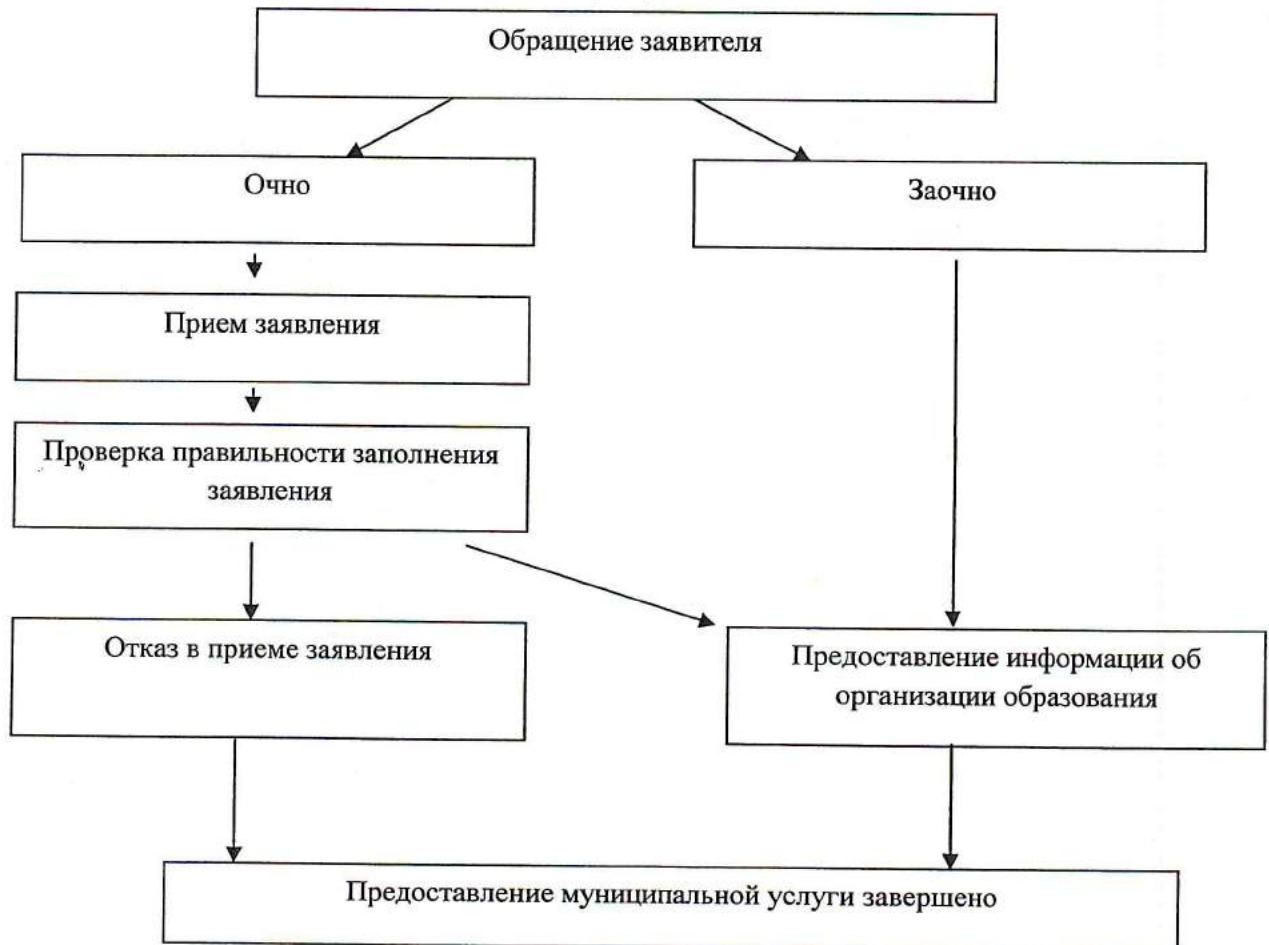 Обращение заявителя
Очно
Заочно
Прием заявления
Проверка правильности заполнения
заявления
Отказ в приеме заявления
Предоставление информации об
организации образования
Предоставление муниципальной услуги завершено